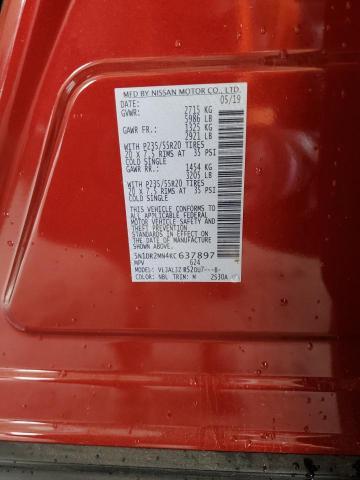 MFD BY NISSAN MOTOR CO., LTD.
DATE: 05/19
GVWR: 2715 KG
5986 LB
GAWR FR.: 1325 KG
2921 LB
WITH P235/55R20 TIRES
20 X 7.5 RIMS AT 35 PSI
COLD SINGLE
GAWR RR.: 1454 KG
3205 LB
WITH P235/55R20 TIRES
20 X 7.5 RIMS AT 35 PSI
COLD SINGLE
THIS VEHICLE CONFORMS TO ALL
APPLICABLE FEDERAL MOTOR VEHICLE
SAFETY AND THEFT PREVENTION
STANDARDS IN EFFECT ON THE
DATE OF MANUFACTURE SHOWN ABOVE.
5N1DR2MN4KC637897
MPV 624
MODEL:
COLOR: NBL TRIM: